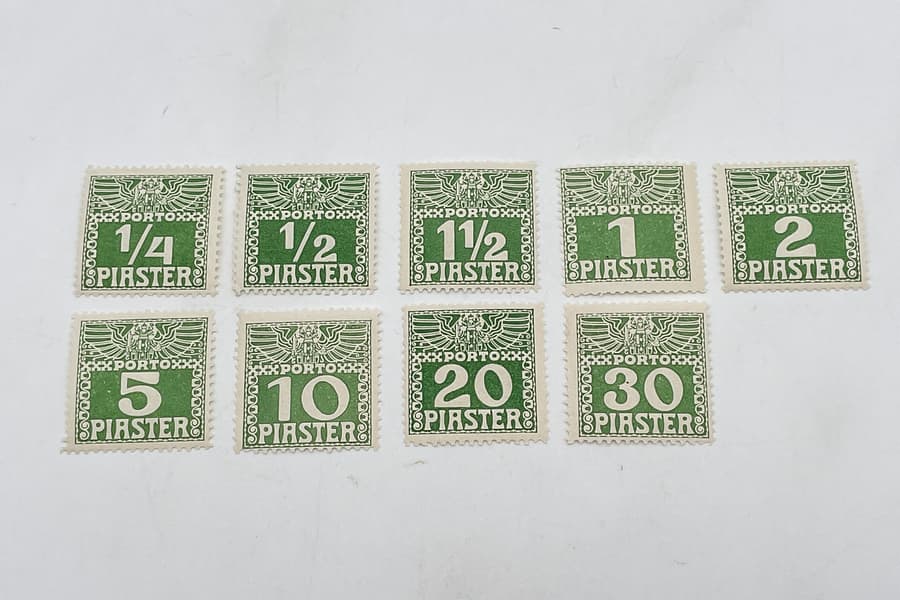 PORTO
1/4
PIASTER
PORTO
1/2
PIASTER
PORTO
1 1/2
PIASTER
PORTO
1
PIASTER
PORTO
2
PIASTER
PORTO
5
PIASTER
PORTO
10
PIASTER
PORTO
20
PIASTER
PORTO
30
PIASTER